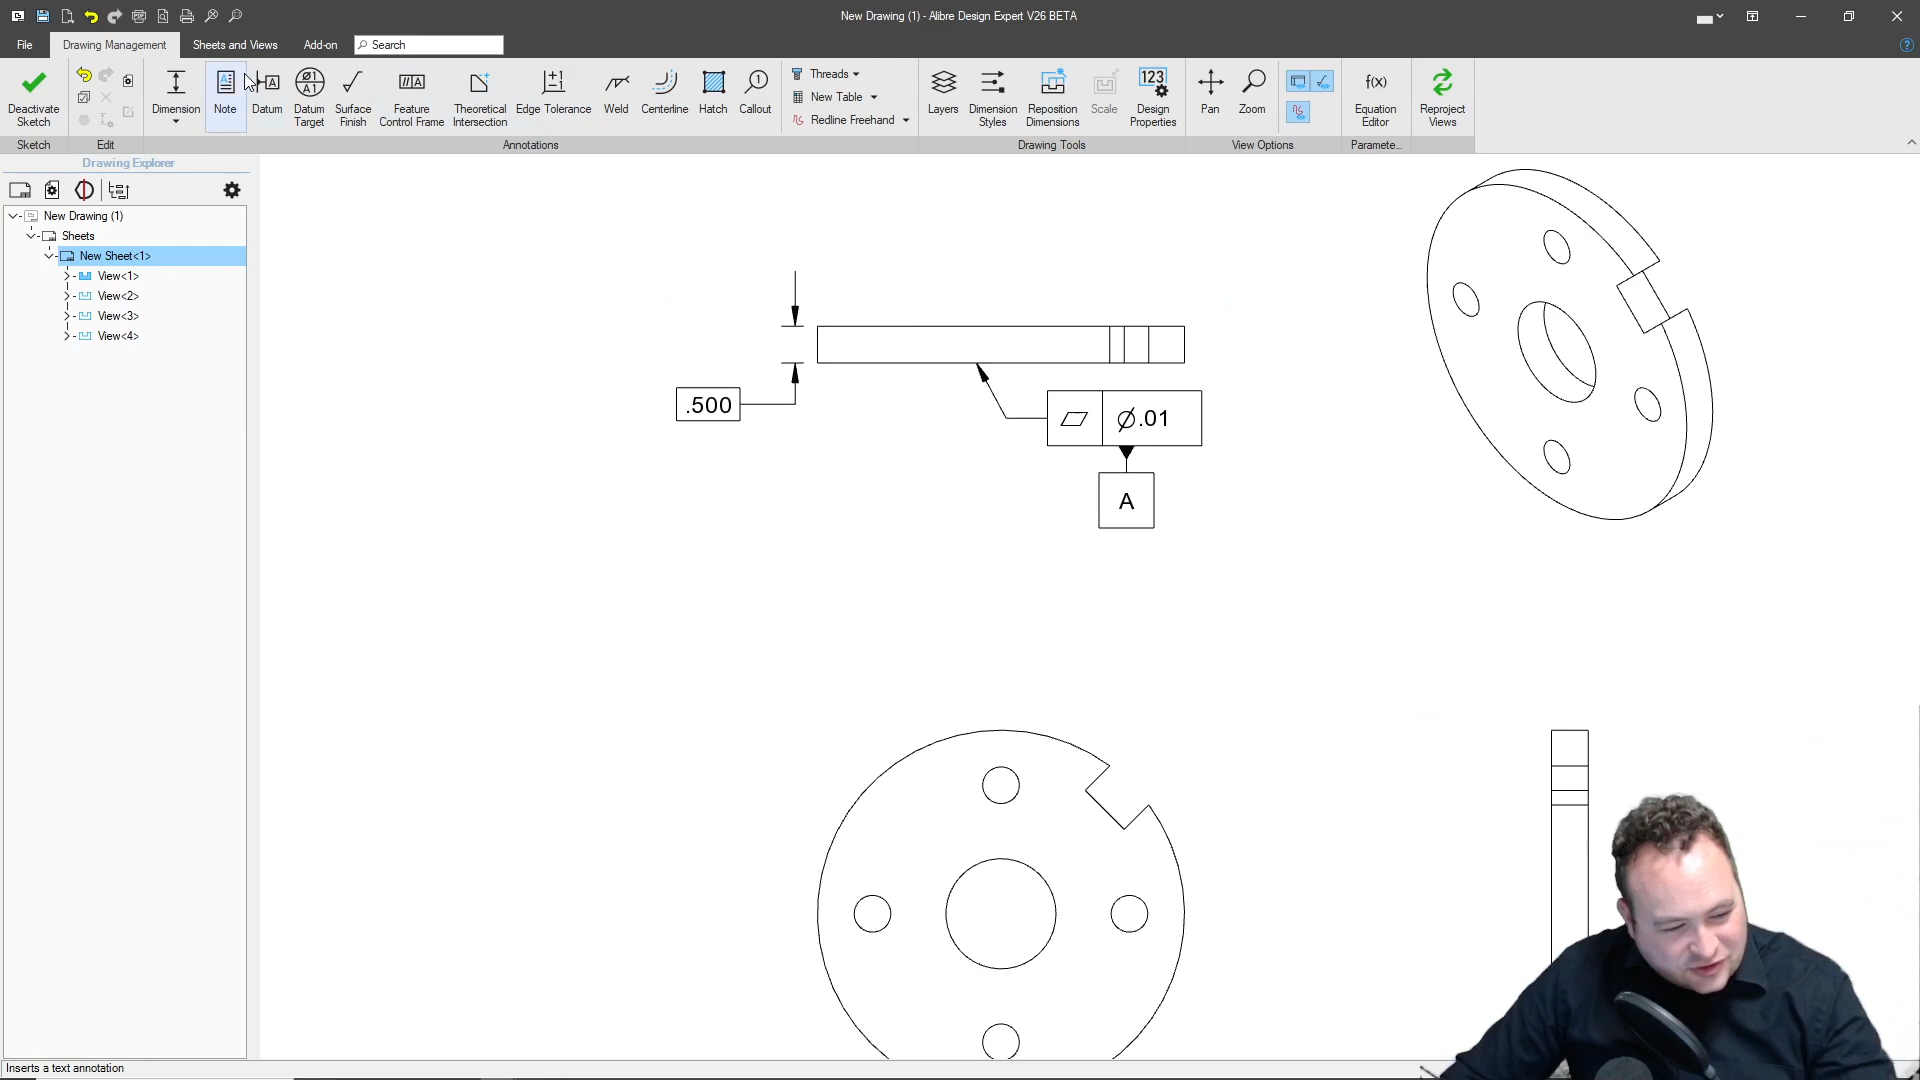 New Drawing (1) - Alibre Design Expert V26 BETA
File
Drawing Management
Sheets and Views
Add-on
Search
Deactivate Sketch
Dimension
Note
Datum
Datum Target
Surface Finish
Feature Control Frame
Theoretical Intersection
Edge Tolerance
Weld
Centerline
Hatch
Callout
Threads
New Table
Redline Freehand
Layers
Dimension Styles
Reposition Dimensions
Scale
Design Properties
Pan
Zoom
Equation Editor
Reproject Views
Sketch
Edit
Annotations
Drawing Tools
View Options
Paramete...
Drawing Explorer
New Drawing (1)
Sheets
New Sheet<1>
View<1>
View<2>
View<3>
View<4>
.500
⌀.01
A
Inserts a text annotation